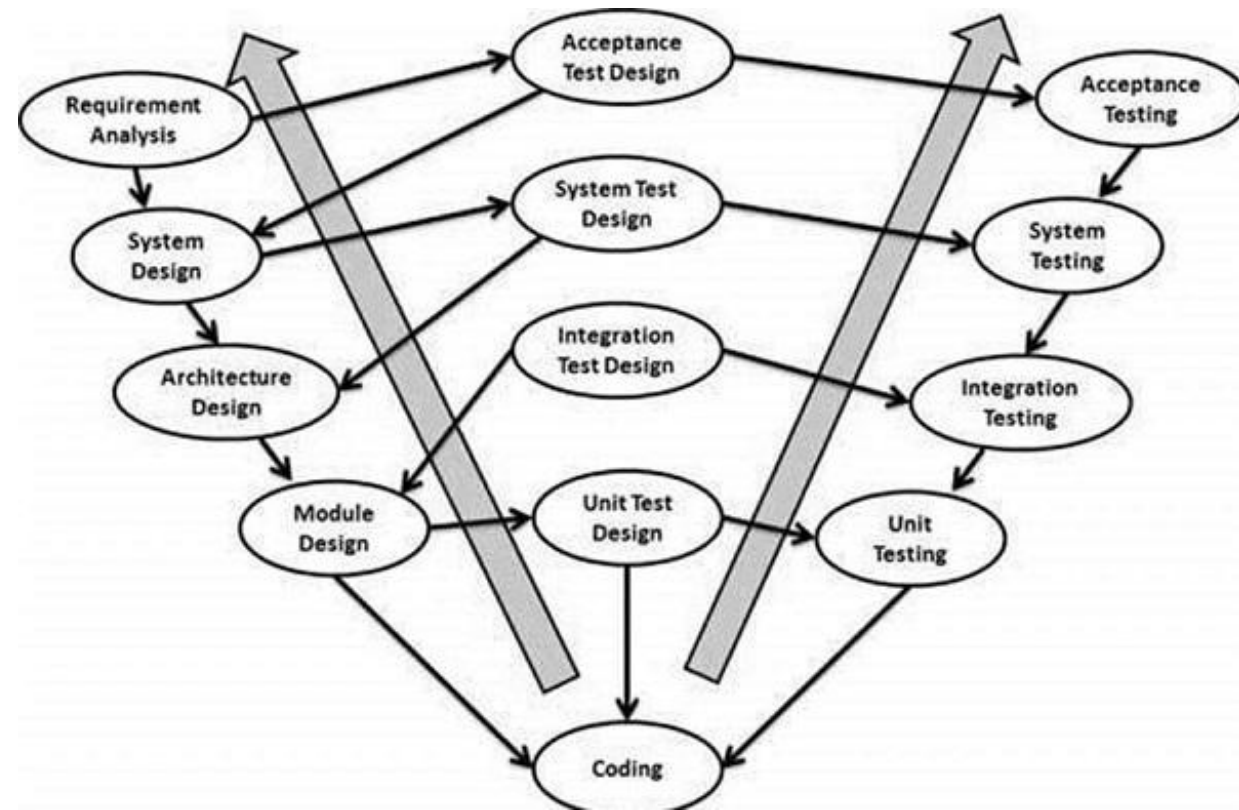 Acceptance
Test Design
Requirement
Analysis
Acceptance
Testing
System Test
Design
System
Design
System
Testing
Integration
Test Design
Architecture
Design
Integration
Testing
Module
Design
Unit Test
Design
Unit
Testing
Coding